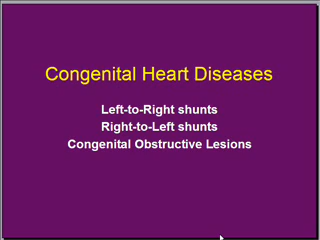 Congenital Heart Diseases
Left-to-Right shunts
Right-to-Left shunts
Congenital Obstructive Lesions